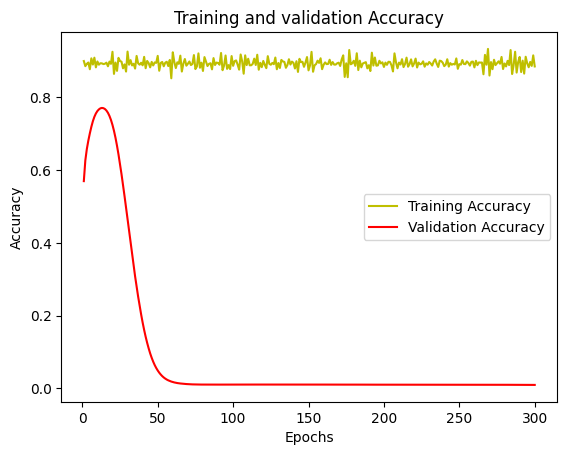 Training and validation Accuracy
Accuracy
0.8
0.6
0.4
0.2
0.0
Training Accuracy
Validation Accuracy
0
50
100
150
200
250
300
Epochs